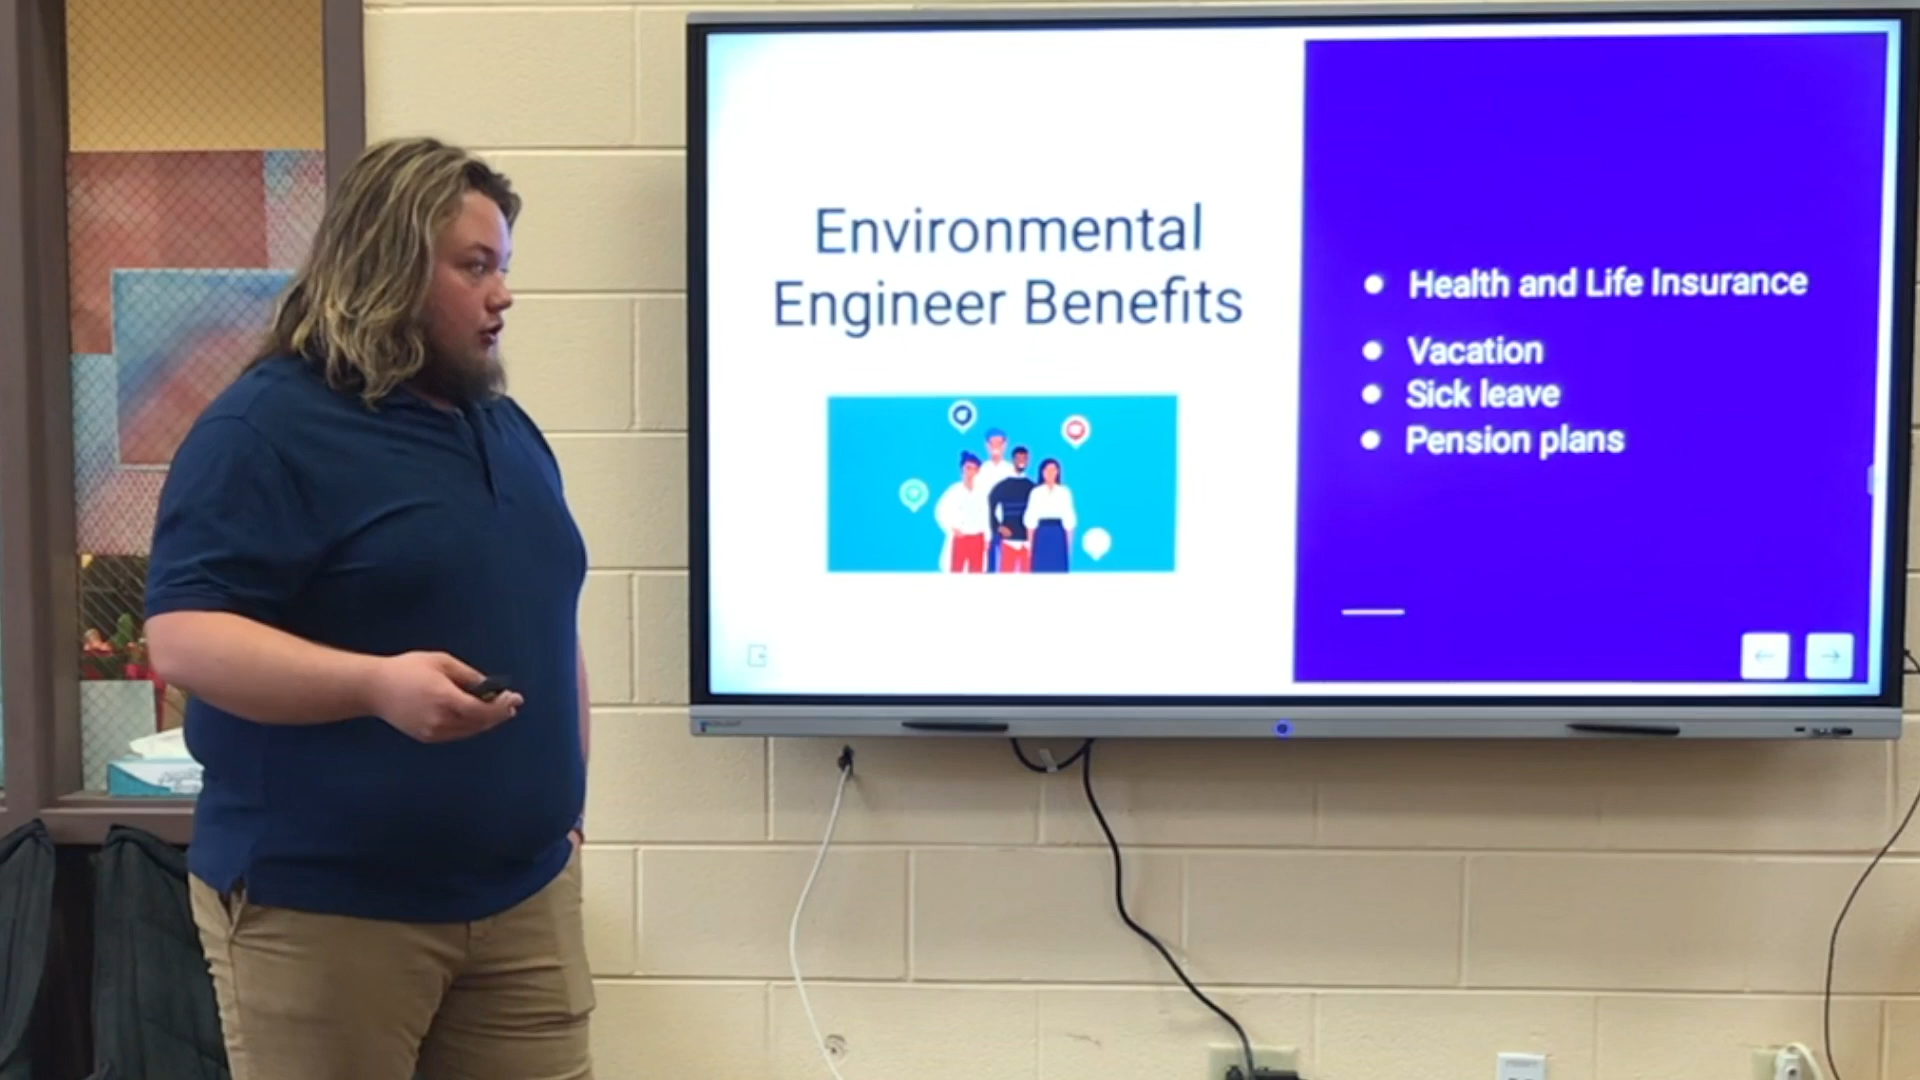 Environmental
Engineer Benefits
● Health and Life Insurance
● Vacation
● Sick leave
● Pension plans